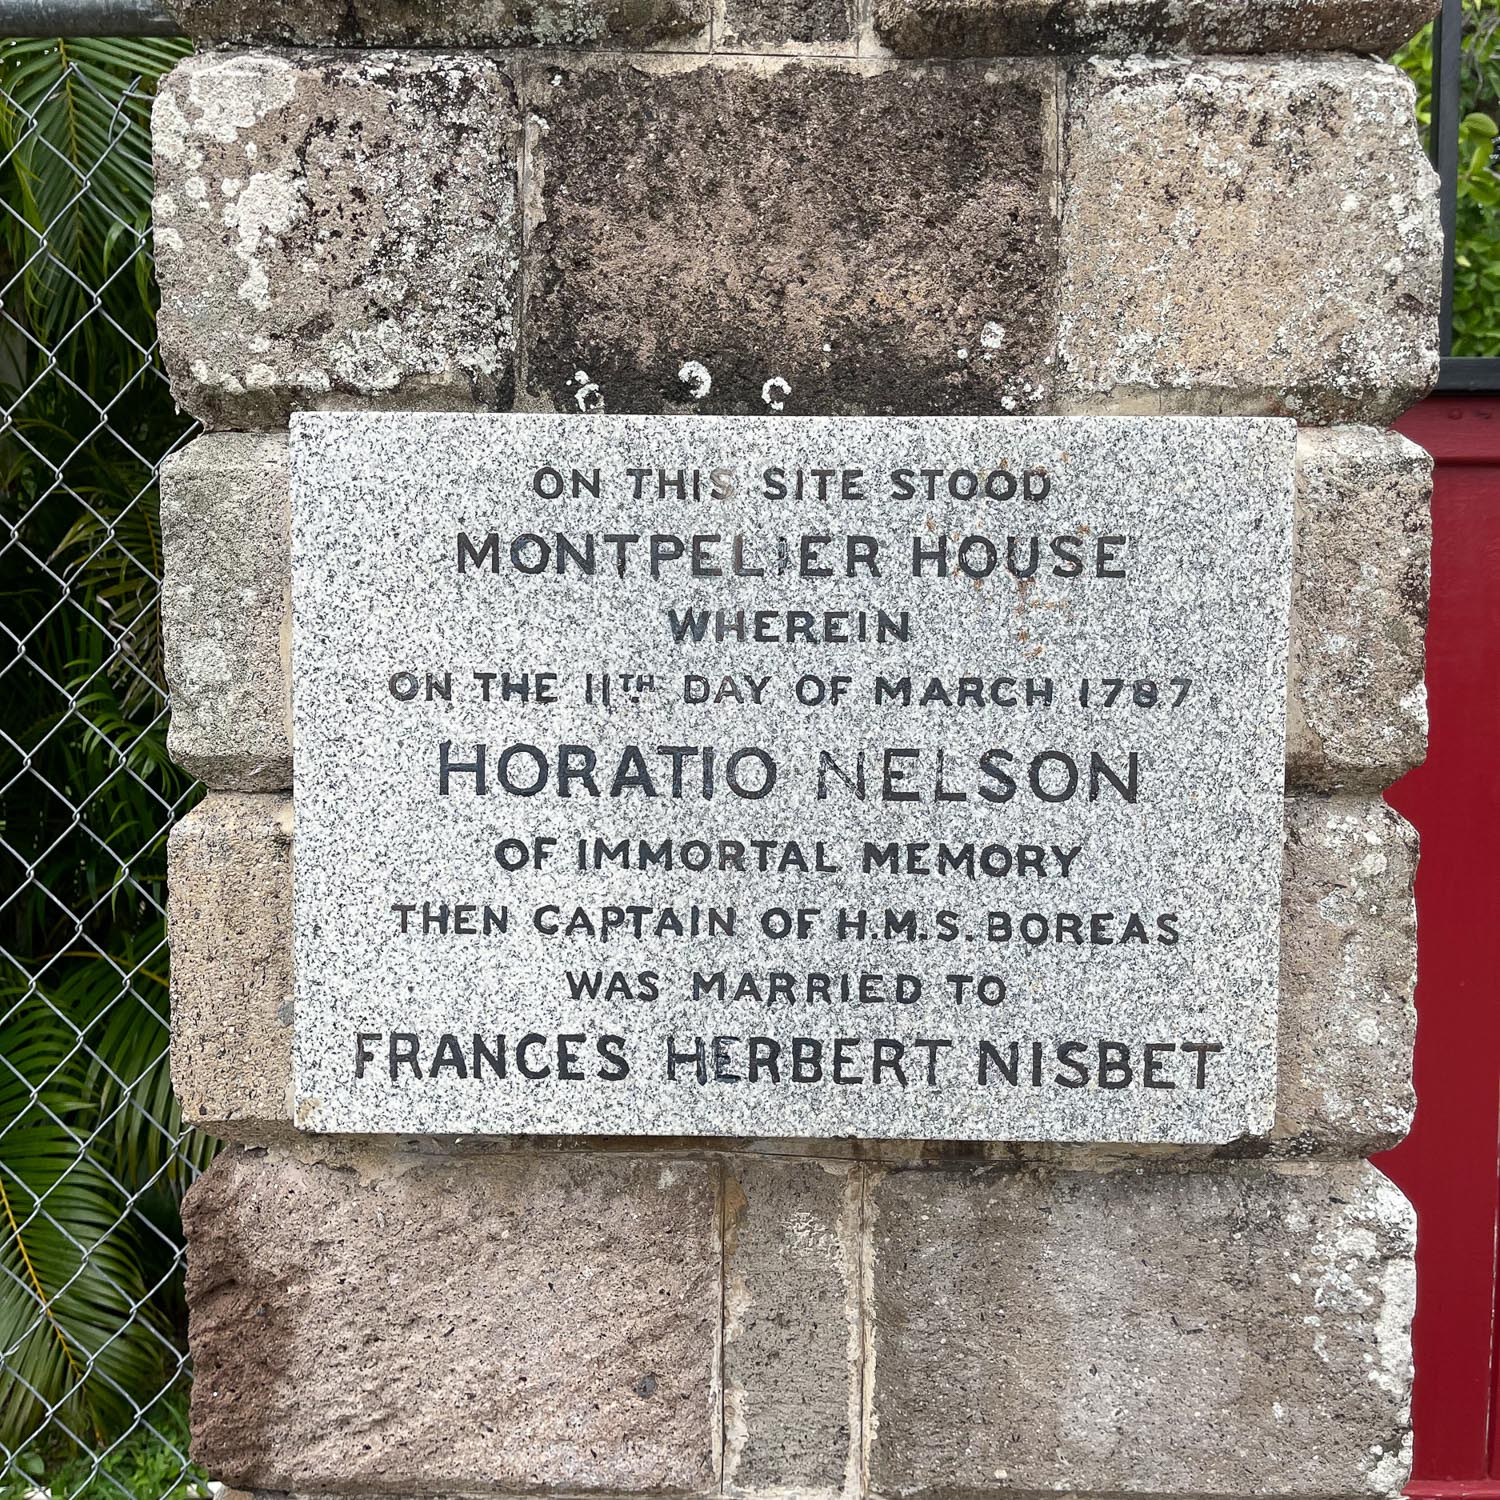 ON THIS SITE STOOD
MONTPELIER HOUSE
WHEREIN
ON THE 11TH DAY OF MARCH 1787
HORATIO NELSON
OF IMMORTAL MEMORY
THEN CAPTAIN OF H.M.S. BOREAS
WAS MARRIED TO
FRANCES HERBERT NISBET